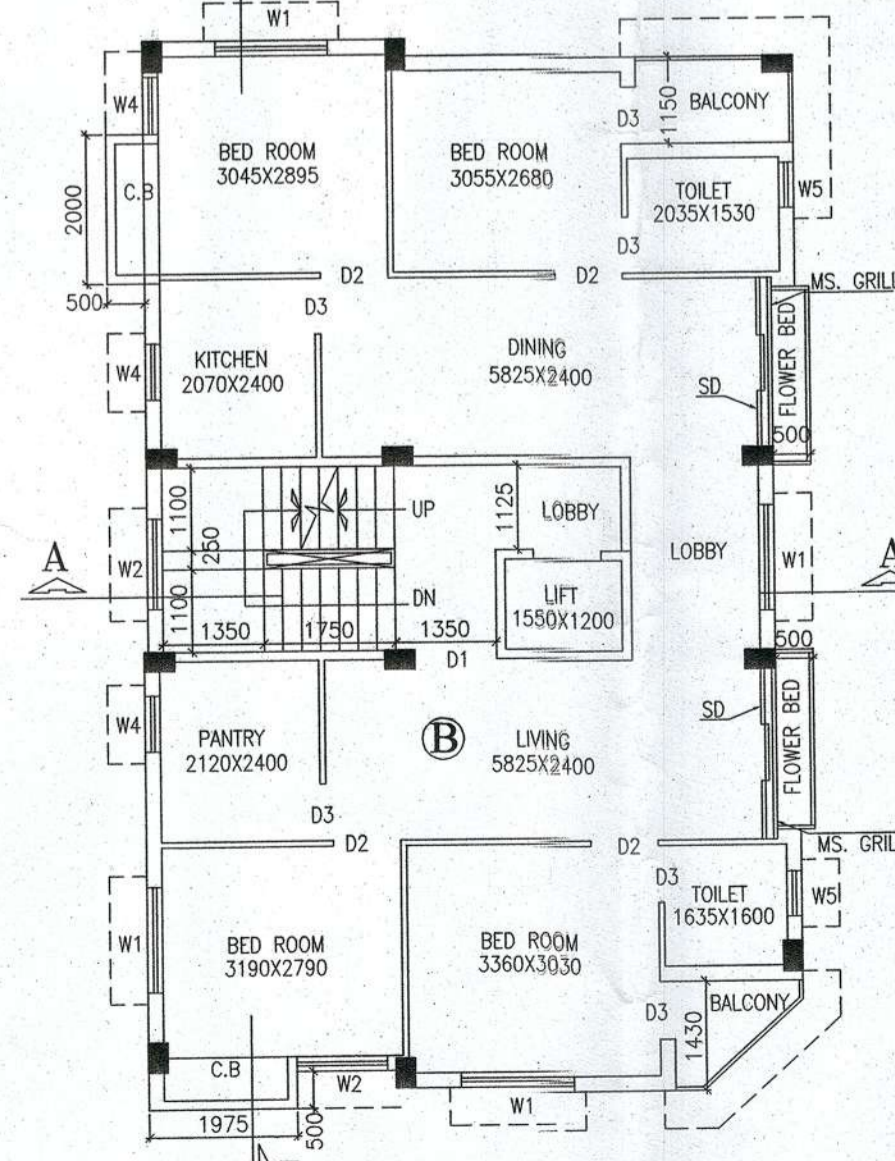 W1
W4
BED ROOM
3045X2895
BED ROOM
3055X2680
D3
1150
BALCONY
C.B
2000
TOILET
2035X1530
W5
D3
500
D2
D2
MS. GRILL
D3
W4
KITCHEN
2070X2400
DINING
5825X2400
SD
FLOWER BED
500
1100
250
1100
UP
DN
1125
LOBBY
LOBBY
W2
W1
A
A
LIFT
1550X1200
1350
1750
1350
D1
500
W4
PANTRY
2120X2400
B
LIVING
5825X2400
SD
FLOWER BED
D3
D2
D2
MS. GRIL
D3
TOILET
1635X1600
W5
W1
BED ROOM
3190X2790
BED ROOM
3360X3030
D3
BALCONY
1430
C.B
W2
W1
1975
500